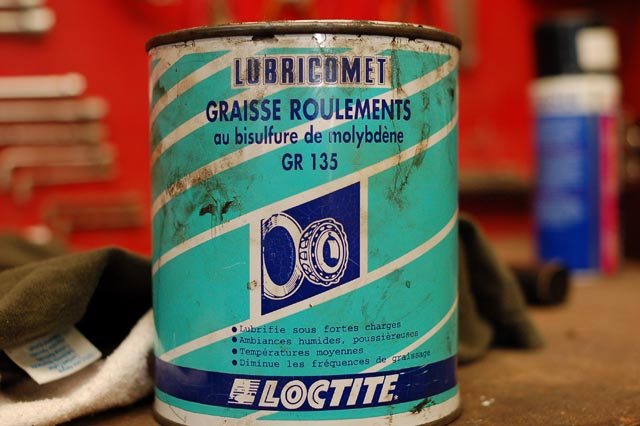 LUBRICOMET
GRAISSE ROULEMENTS
au bisulfure de molybdène
GR 135
• Lubrifie sous fortes charges
• Ambiances humides, poussièreuses
• Températures moyennes
• Diminue les fréquences de graissage
LOCTITE